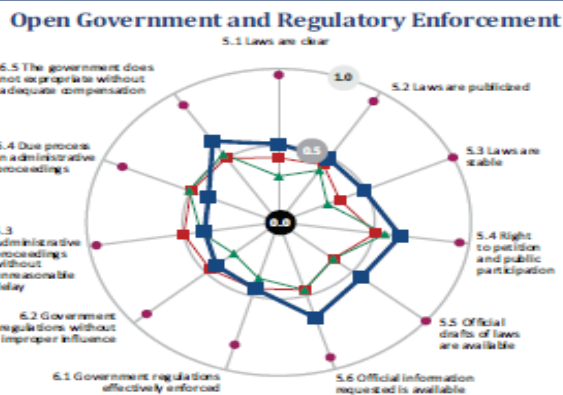 Open Government and Regulatory Enforcement
5.1 Laws are clear
1.0
5.2 Laws are publicized
0.5
5.3 Laws are
stable
0.0
5.4 Right
to petition
and public
participation
5.5 Official
drafts of laws
are available
5.6 Official information
requested is available
6.1 Government regulations
effectively enforced
6.2 Government
regulations without
improper influence
.3
administrative
proceedings
without
unreasonable
delay
.4 Due process
n administrative
proceedings
6.5 The government does
not expropriate without
adequate compensation